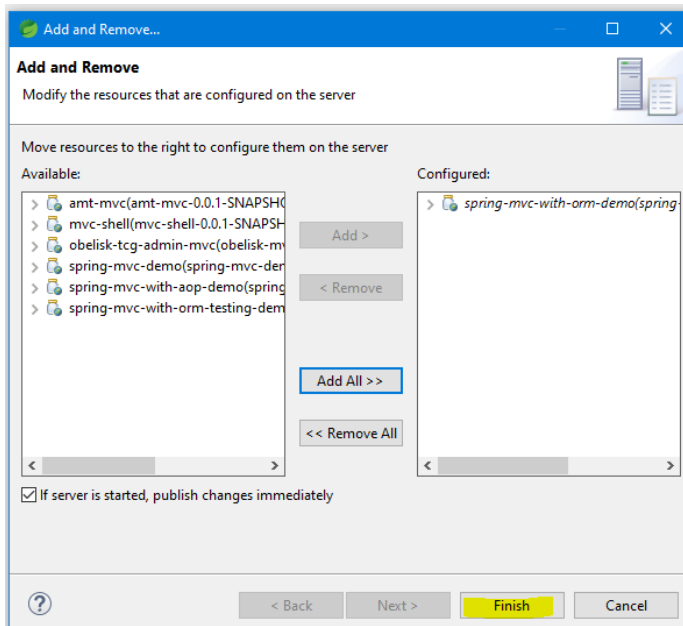 Add and Remove...
Add and Remove
Modify the resources that are configured on the server
Move resources to the right to configure them on the server
Available:
amt-mvc(amt-mvc-0.0.1-SNAPSHO
mvc-shell(mvc-shell-0.0.1-SNAPSH
obelisk-tcg-admin-mvc(obelisk-mv
spring-mvc-demo(spring-mvc-der
spring-mvc-with-aop-demo(spring
spring-mvc-with-orm-testing-dem
Add >
< Remove
Add All >>
<< Remove All
Configured:
spring-mvc-with-orm-demo(spring-
If server is started, publish changes immediately
?
< Back
Next >
Finish
Cancel